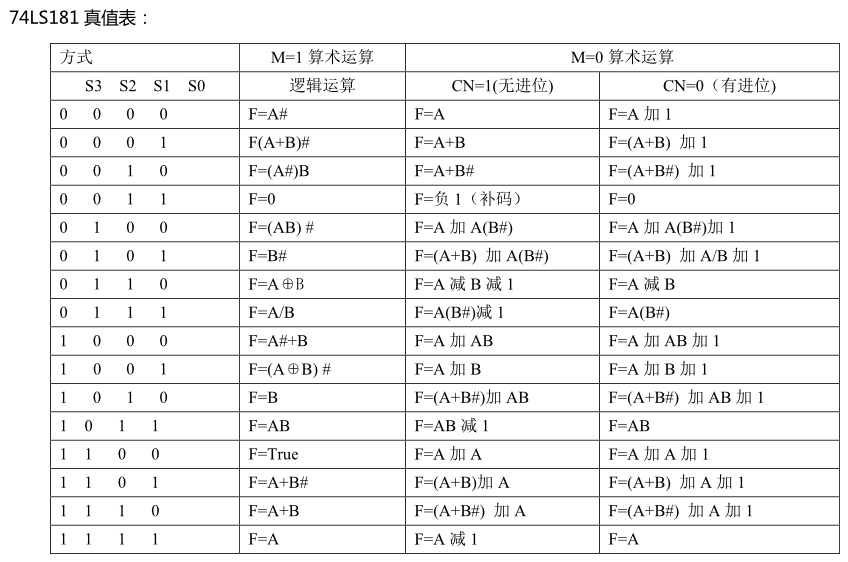 74LS181 真值表：
方式 M=1 算术运算 M=0 算术运算
S3 S2 S1 S0 逻辑运算 CN=1(无进位) CN=0（有进位)
0 0 0 0 F=A# F=A F=A 加 1
0 0 0 1 F(A+B)# F=A+B F=(A+B) 加 1
0 0 1 0 F=(A#)B F=A+B# F=(A+B#) 加 1
0 0 1 1 F=0 F=负 1（补码） F=0
0 1 0 0 F=(AB) # F=A 加 A(B#) F=A 加 A(B#)加 1
0 1 0 1 F=B# F=(A+B) 加 A(B#) F=(A+B) 加 A/B 加 1
0 1 1 0 F=A⊕B F=A 减 B 减 1 F=A 减 B
0 1 1 1 F=A/B F=A(B#)减 1 F=A(B#)
1 0 0 0 F=A#+B F=A 加 AB F=A 加 AB 加 1
1 0 0 1 F=(A⊕B) # F=A 加 B F=A 加 B 加 1
1 0 1 0 F=B F=(A+B#)加 AB F=(A+B#) 加 AB 加 1
1 0 1 1 F=AB F=AB 减 1 F=AB
1 1 0 0 F=True F=A 加 A F=A 加 A 加 1
1 1 0 1 F=A+B# F=(A+B)加 A F=(A+B) 加 A 加 1
1 1 1 0 F=A+B F=(A+B#) 加 A F=(A+B#) 加 A 加 1
1 1 1 1 F=A F=A 减 1 F=A